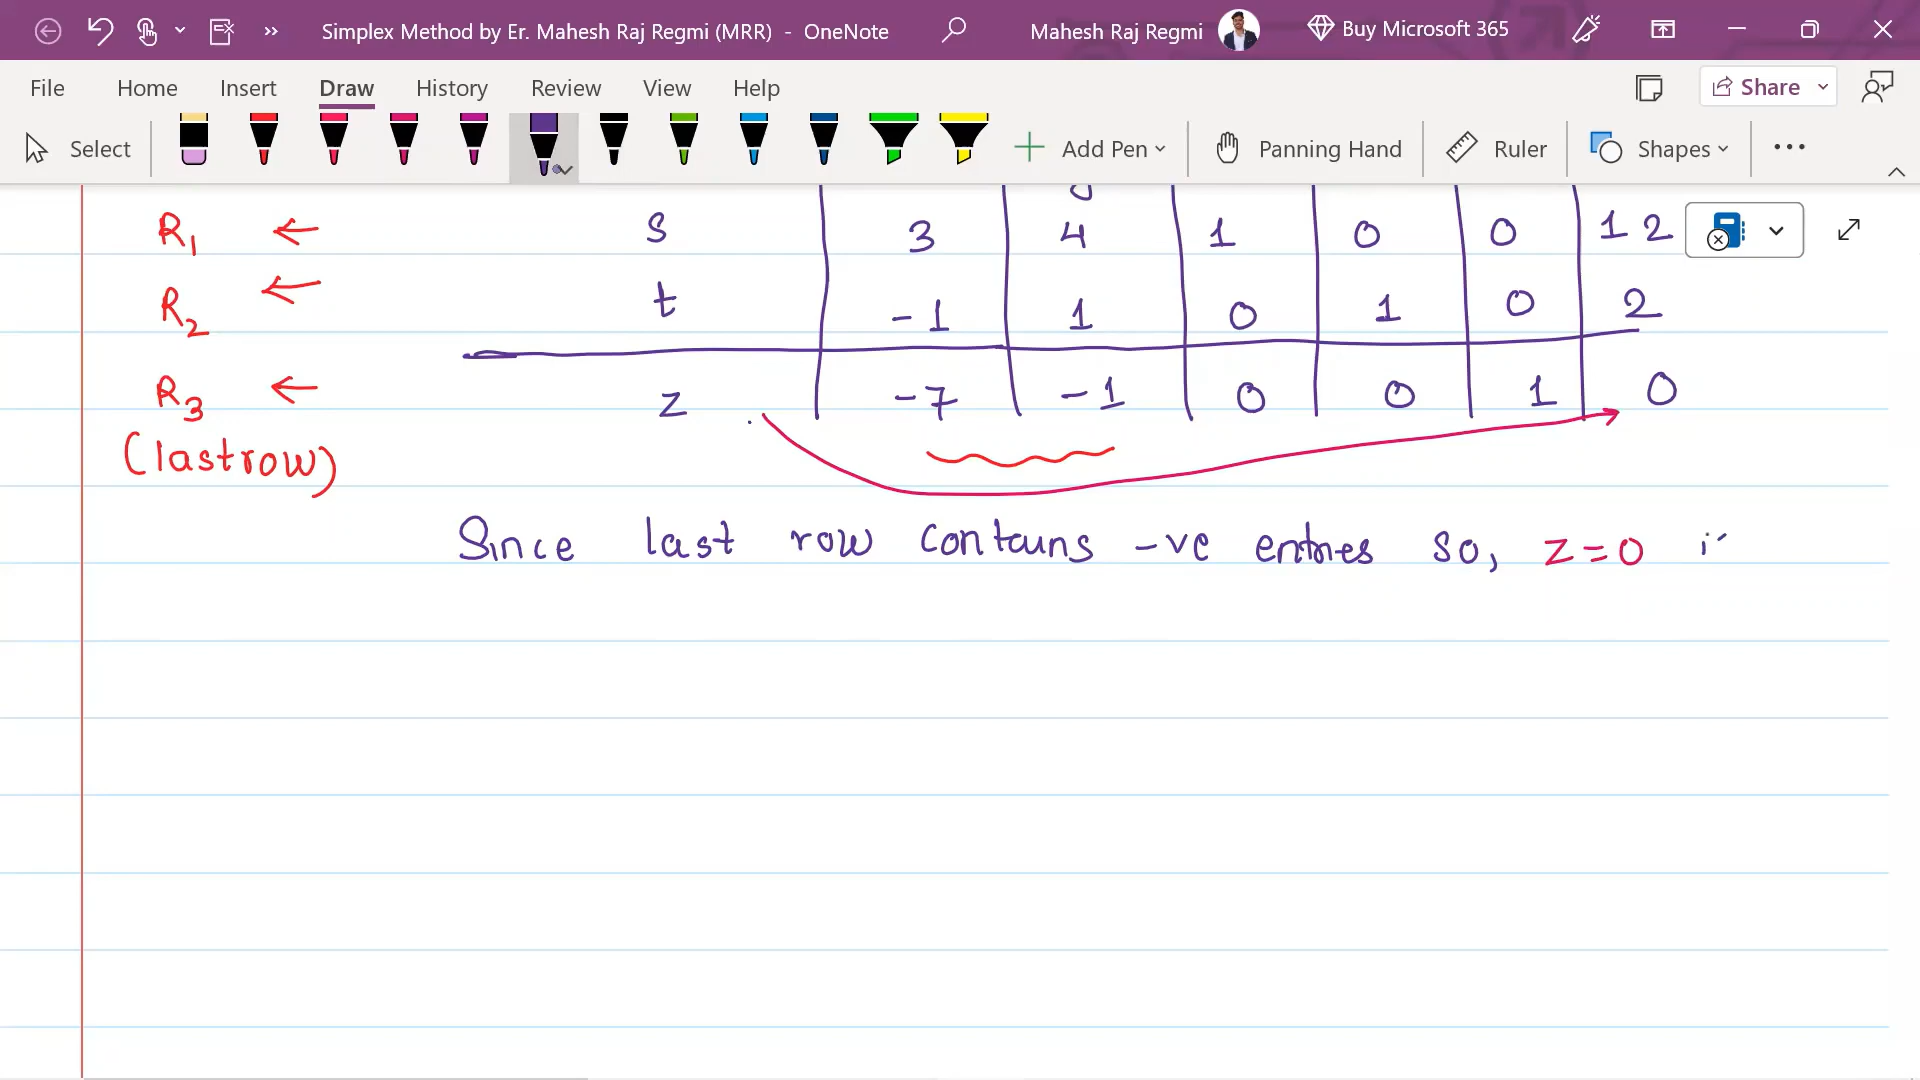 Simplex Method by Er. Mahesh Raj Regmi (MRR) - OneNote Mahesh Raj Regmi Buy Microsoft 365
File Home Insert Draw History Review View Help Share
Select Add Pen Panning Hand Ruler Shapes
R1 ← s 3 4 1 0 0 12
R2 ← t -1 1 0 1 0 2
R3 ← z -7 -1 0 0 1 0
(last row)
Since last row contains -ve entries so, z=0